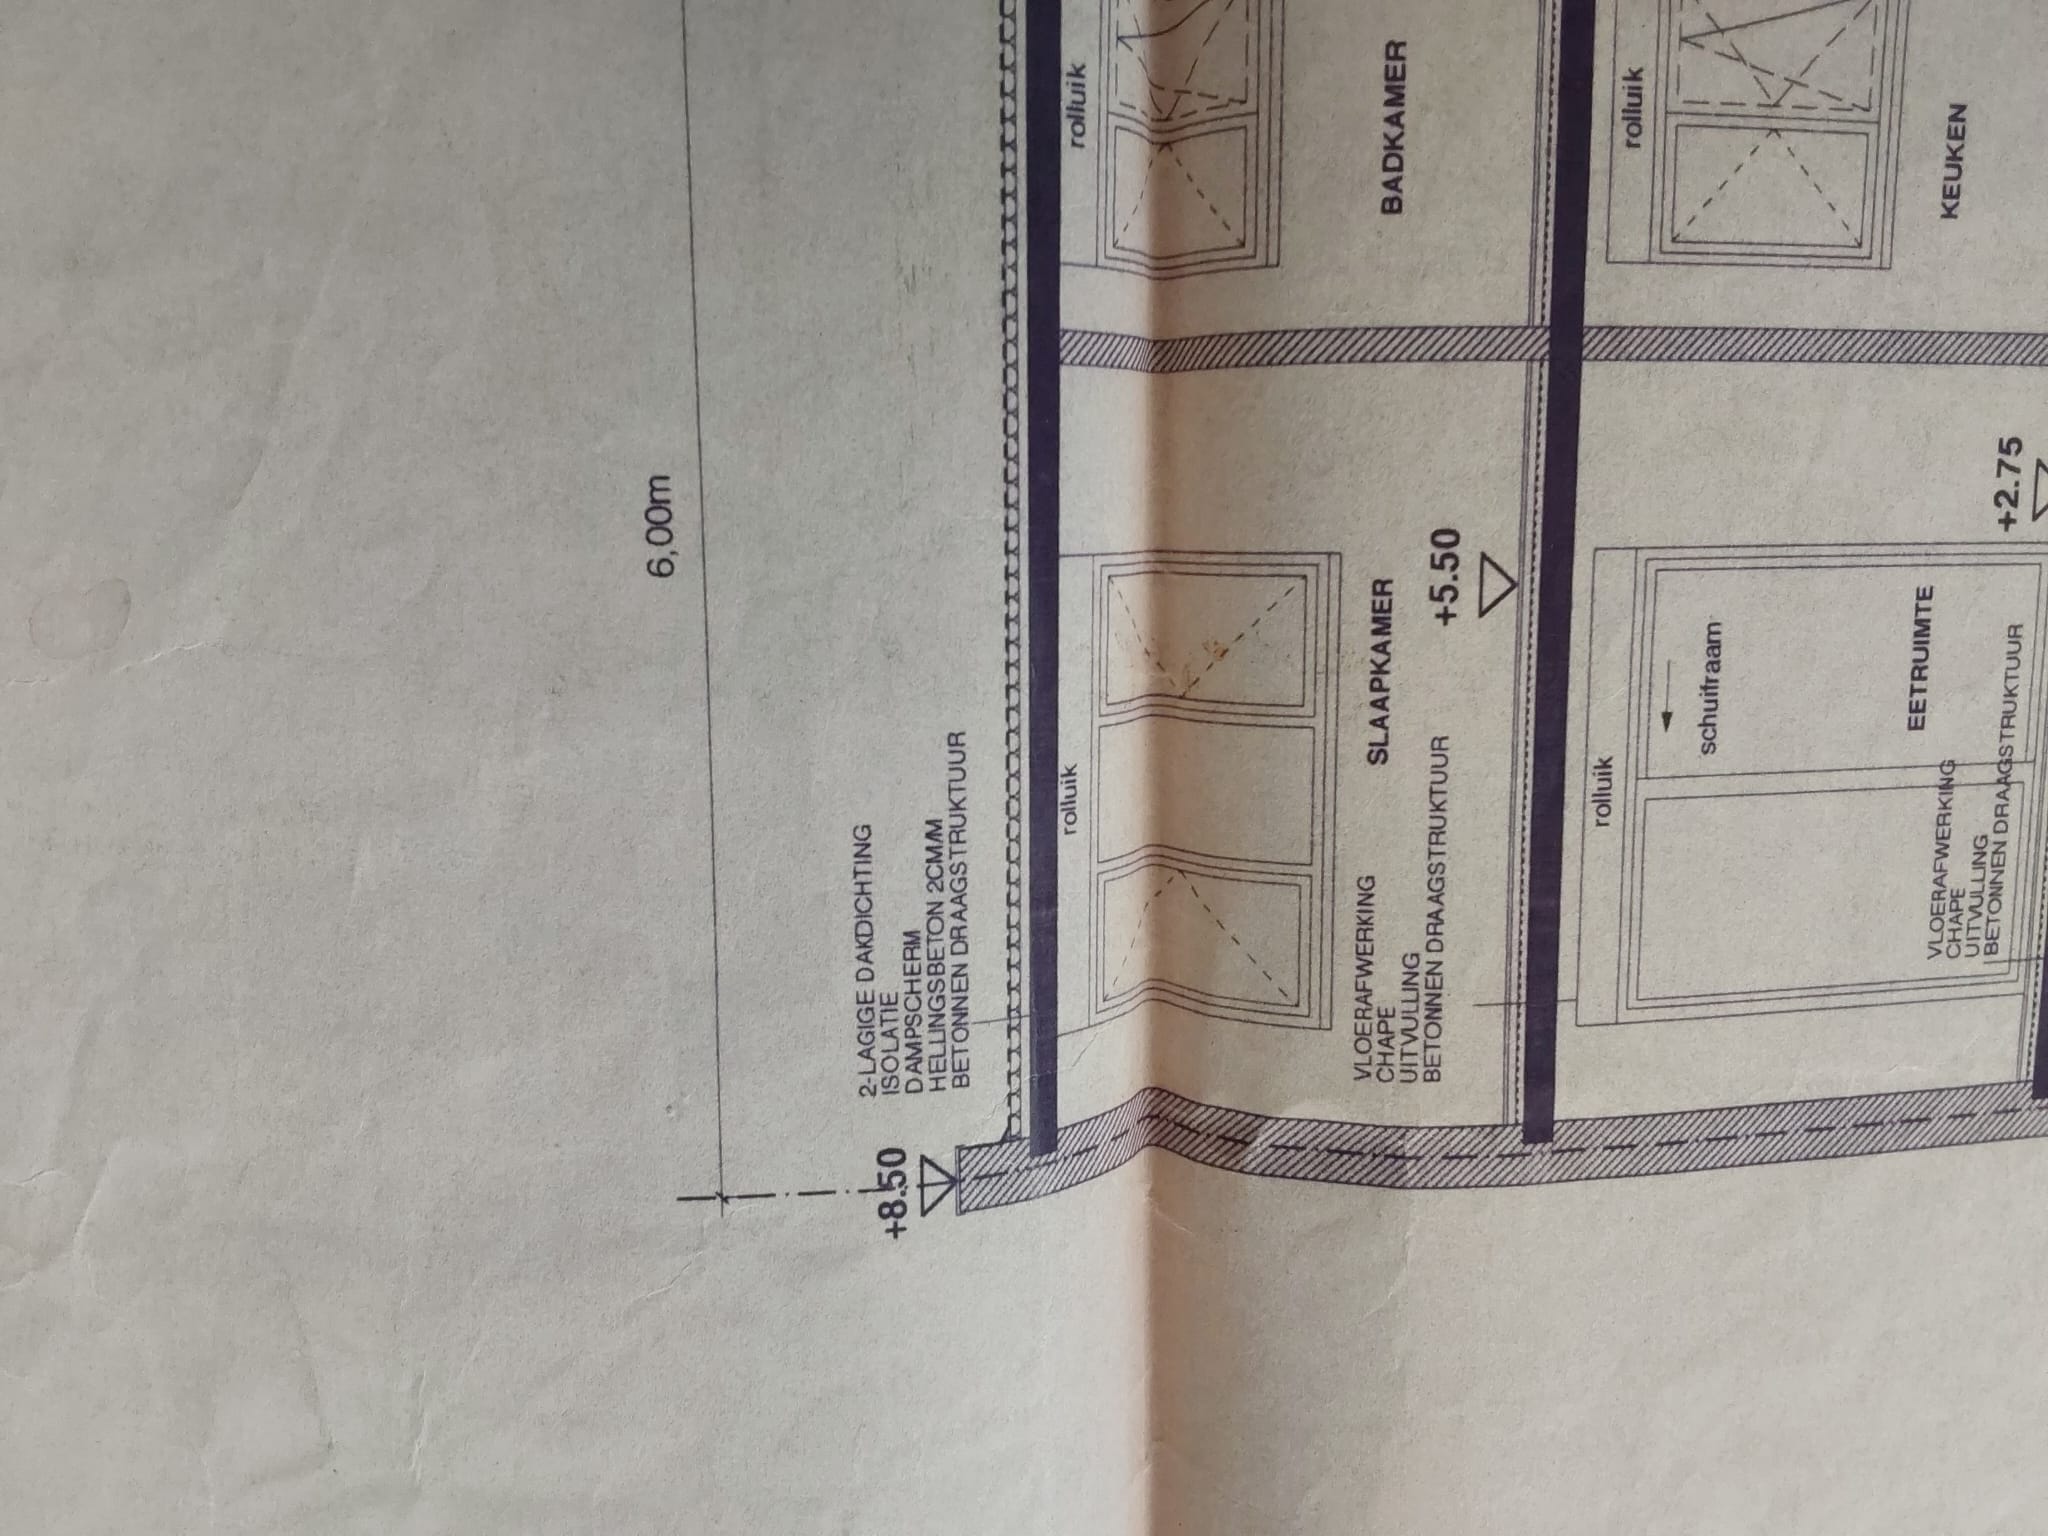 6,00m
2-LAGIGE DAKDICHTING
ISOLATIE
DAMPSCHERM
HELLINGSBETON 2CM/M
BETONNEN DRAAGSTRUKTUUR
+8.50
rolluik
rolluik
SLAAPKAMER
BADKAMER
VLOERAFWERKING
CHAPE
UITVULLING
BETONNEN DRAAGSTRUKTUUR
+5.50
rolluik
rolluik
schuifraam
EETRUIMTE
KEUKEN
VLOERAFWERKING
CHAPE
UITVULLING
BETONNEN DRAAGSTRUKTUUR
+2.75